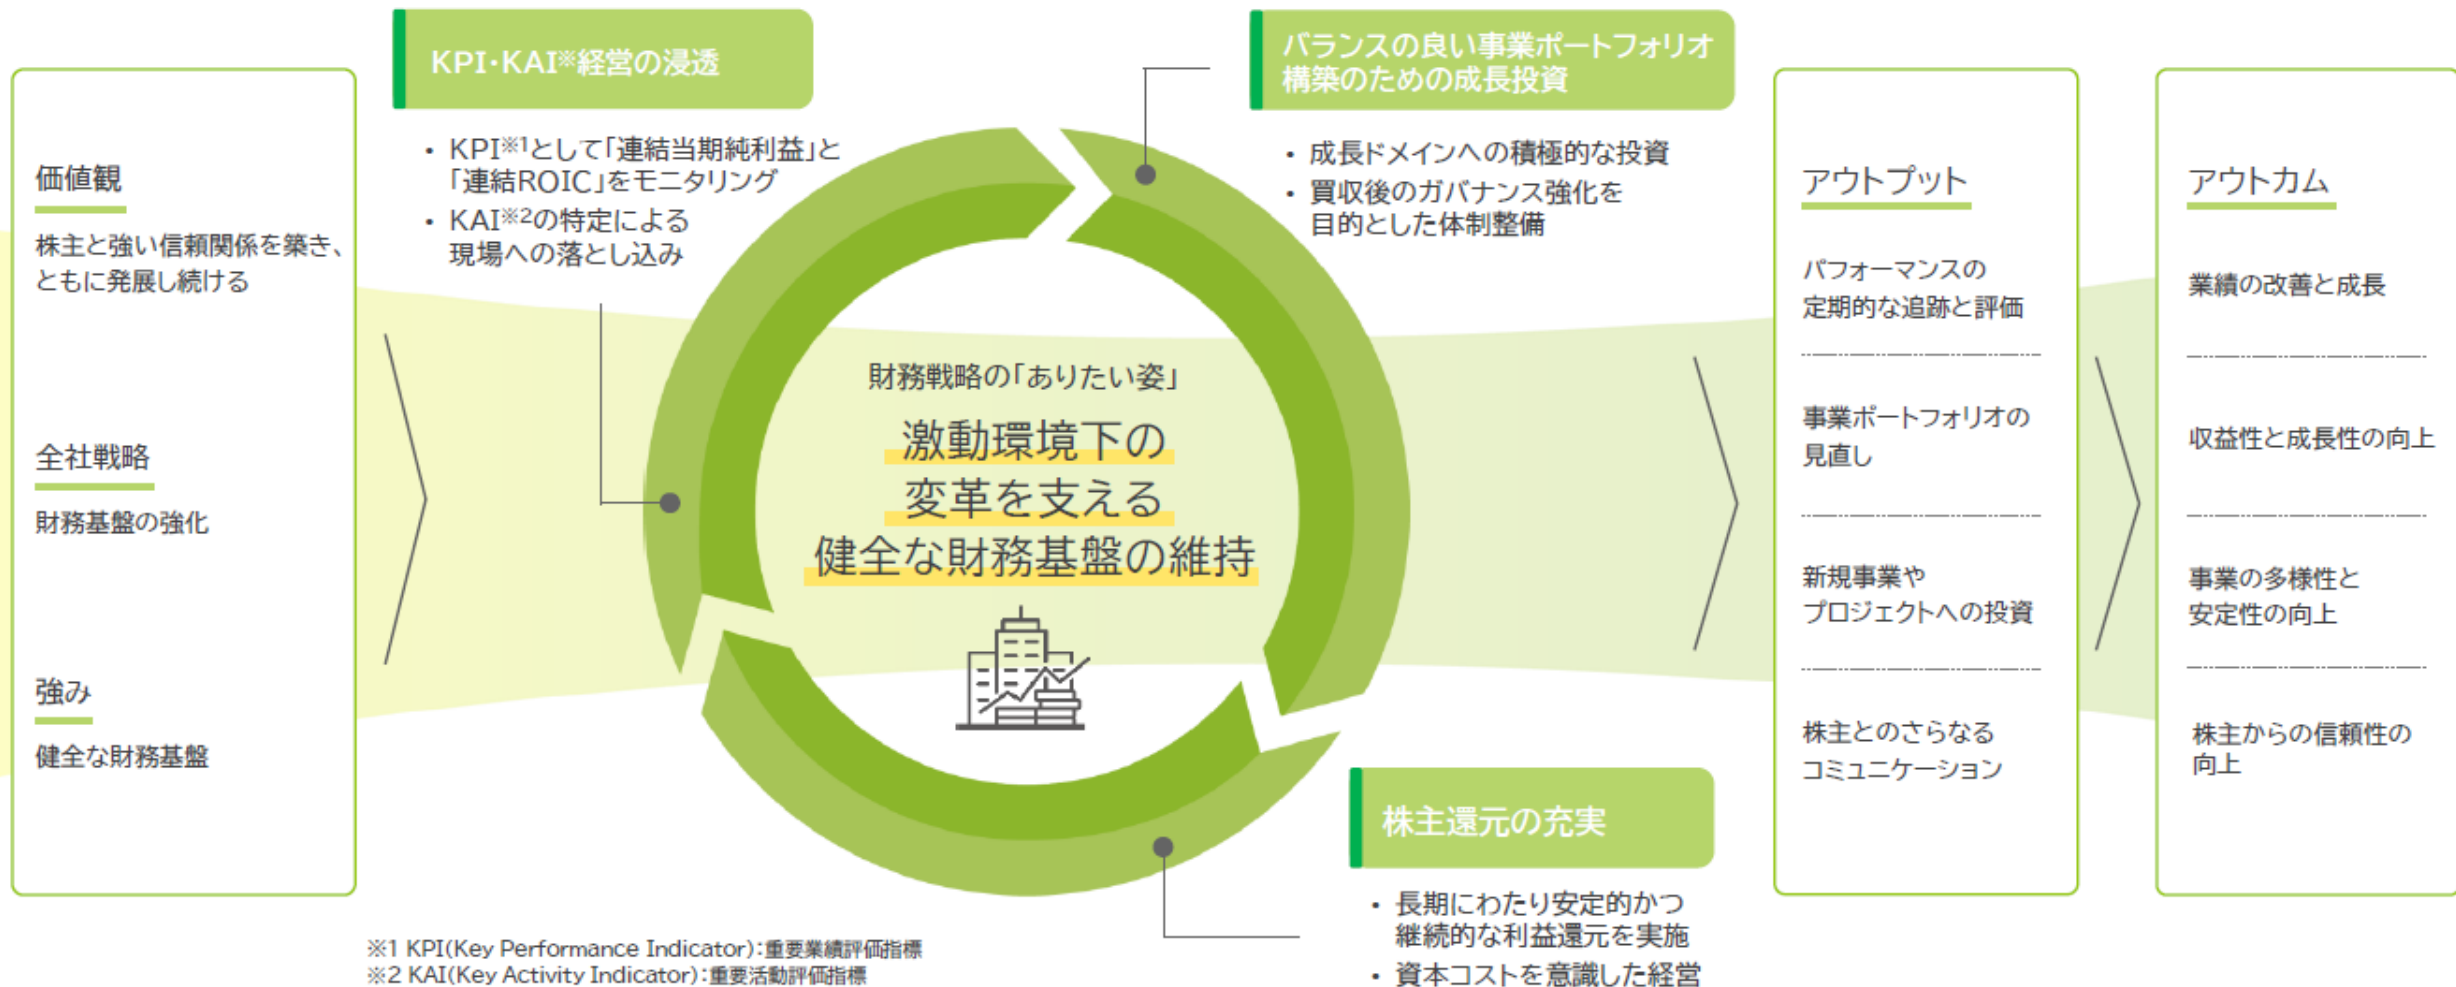 価値観
株主と強い信頼関係を築き、
ともに発展し続ける
全社戦略
財務基盤の強化
強み
健全な財務基盤
KPI・KAI※経営の浸透
・ KPI※1として「連結当期純利益」と
「連結ROIC」をモニタリング
・ KAI※2の特定による
現場への落とし込み
バランスの良い事業ポートフォリオ
構築のための成長投資
・ 成長ドメインへの積極的な投資
・ 買収後のガバナンス強化を
目的とした体制整備
財務戦略の「ありたい姿」
激動環境下の
変革を支える
健全な財務基盤の維持
株主還元の充実
・ 長期にわたり安定的かつ
継続的な利益還元を実施
・ 資本コストを意識した経営
アウトプット
パフォーマンスの
定期的な追跡と評価
事業ポートフォリオの
見直し
新規事業や
プロジェクトへの投資
株主とのさらなる
コミュニケーション
アウトカム
業績の改善と成長
収益性と成長性の向上
事業の多様性と
安定性の向上
株主からの信頼性の
向上
※1 KPI(Key Performance Indicator):重要業績評価指標
※2 KAI(Key Activity Indicator):重要活動評価指標